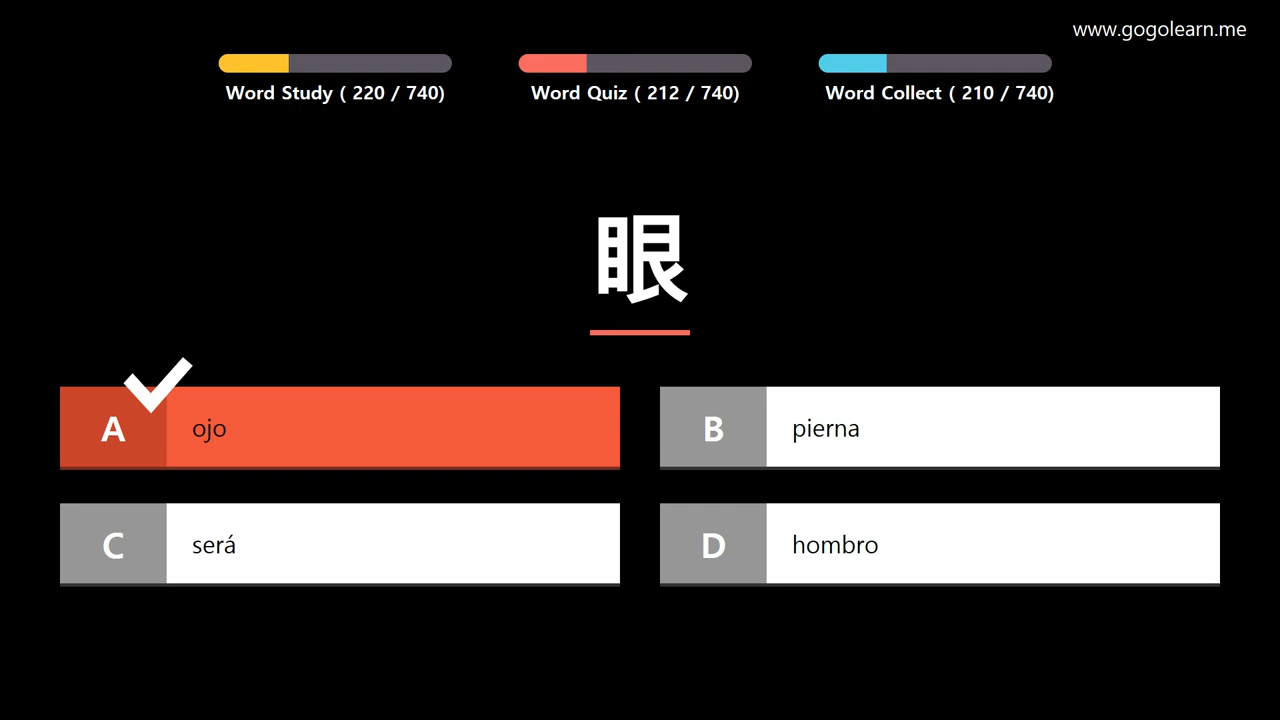 www.gogolearn.me
Word Study ( 220 / 740)
Word Quiz ( 212 / 740)
Word Collect ( 210 / 740)
眼
A ojo
B pierna
C será
D hombro